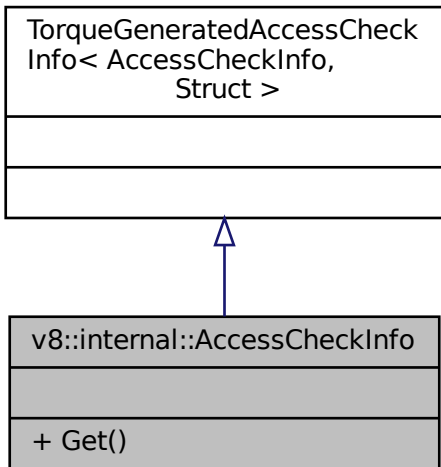 TorqueGeneratedAccessCheck
Info< AccessCheckInfo,
Struct >
v8::internal::AccessCheckInfo
+ Get()